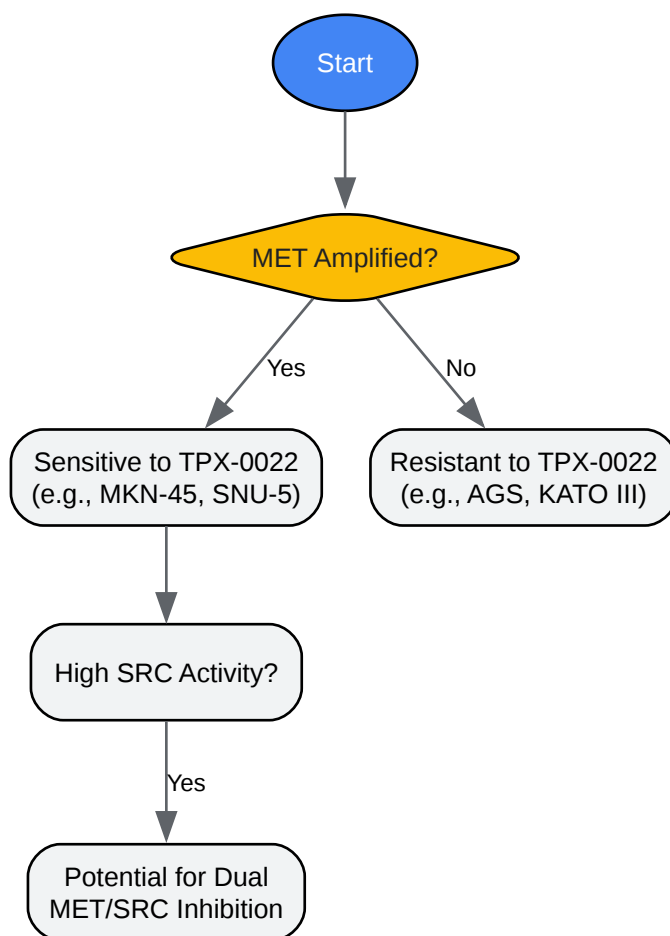 Start
MET Amplified?
Yes
No
Sensitive to TPX-0022
(e.g., MKN-45, SNU-5)
Resistant to TPX-0022
(e.g., AGS, KATO III)
High SRC Activity?
Yes
Potential for Dual
MET/SRC Inhibition